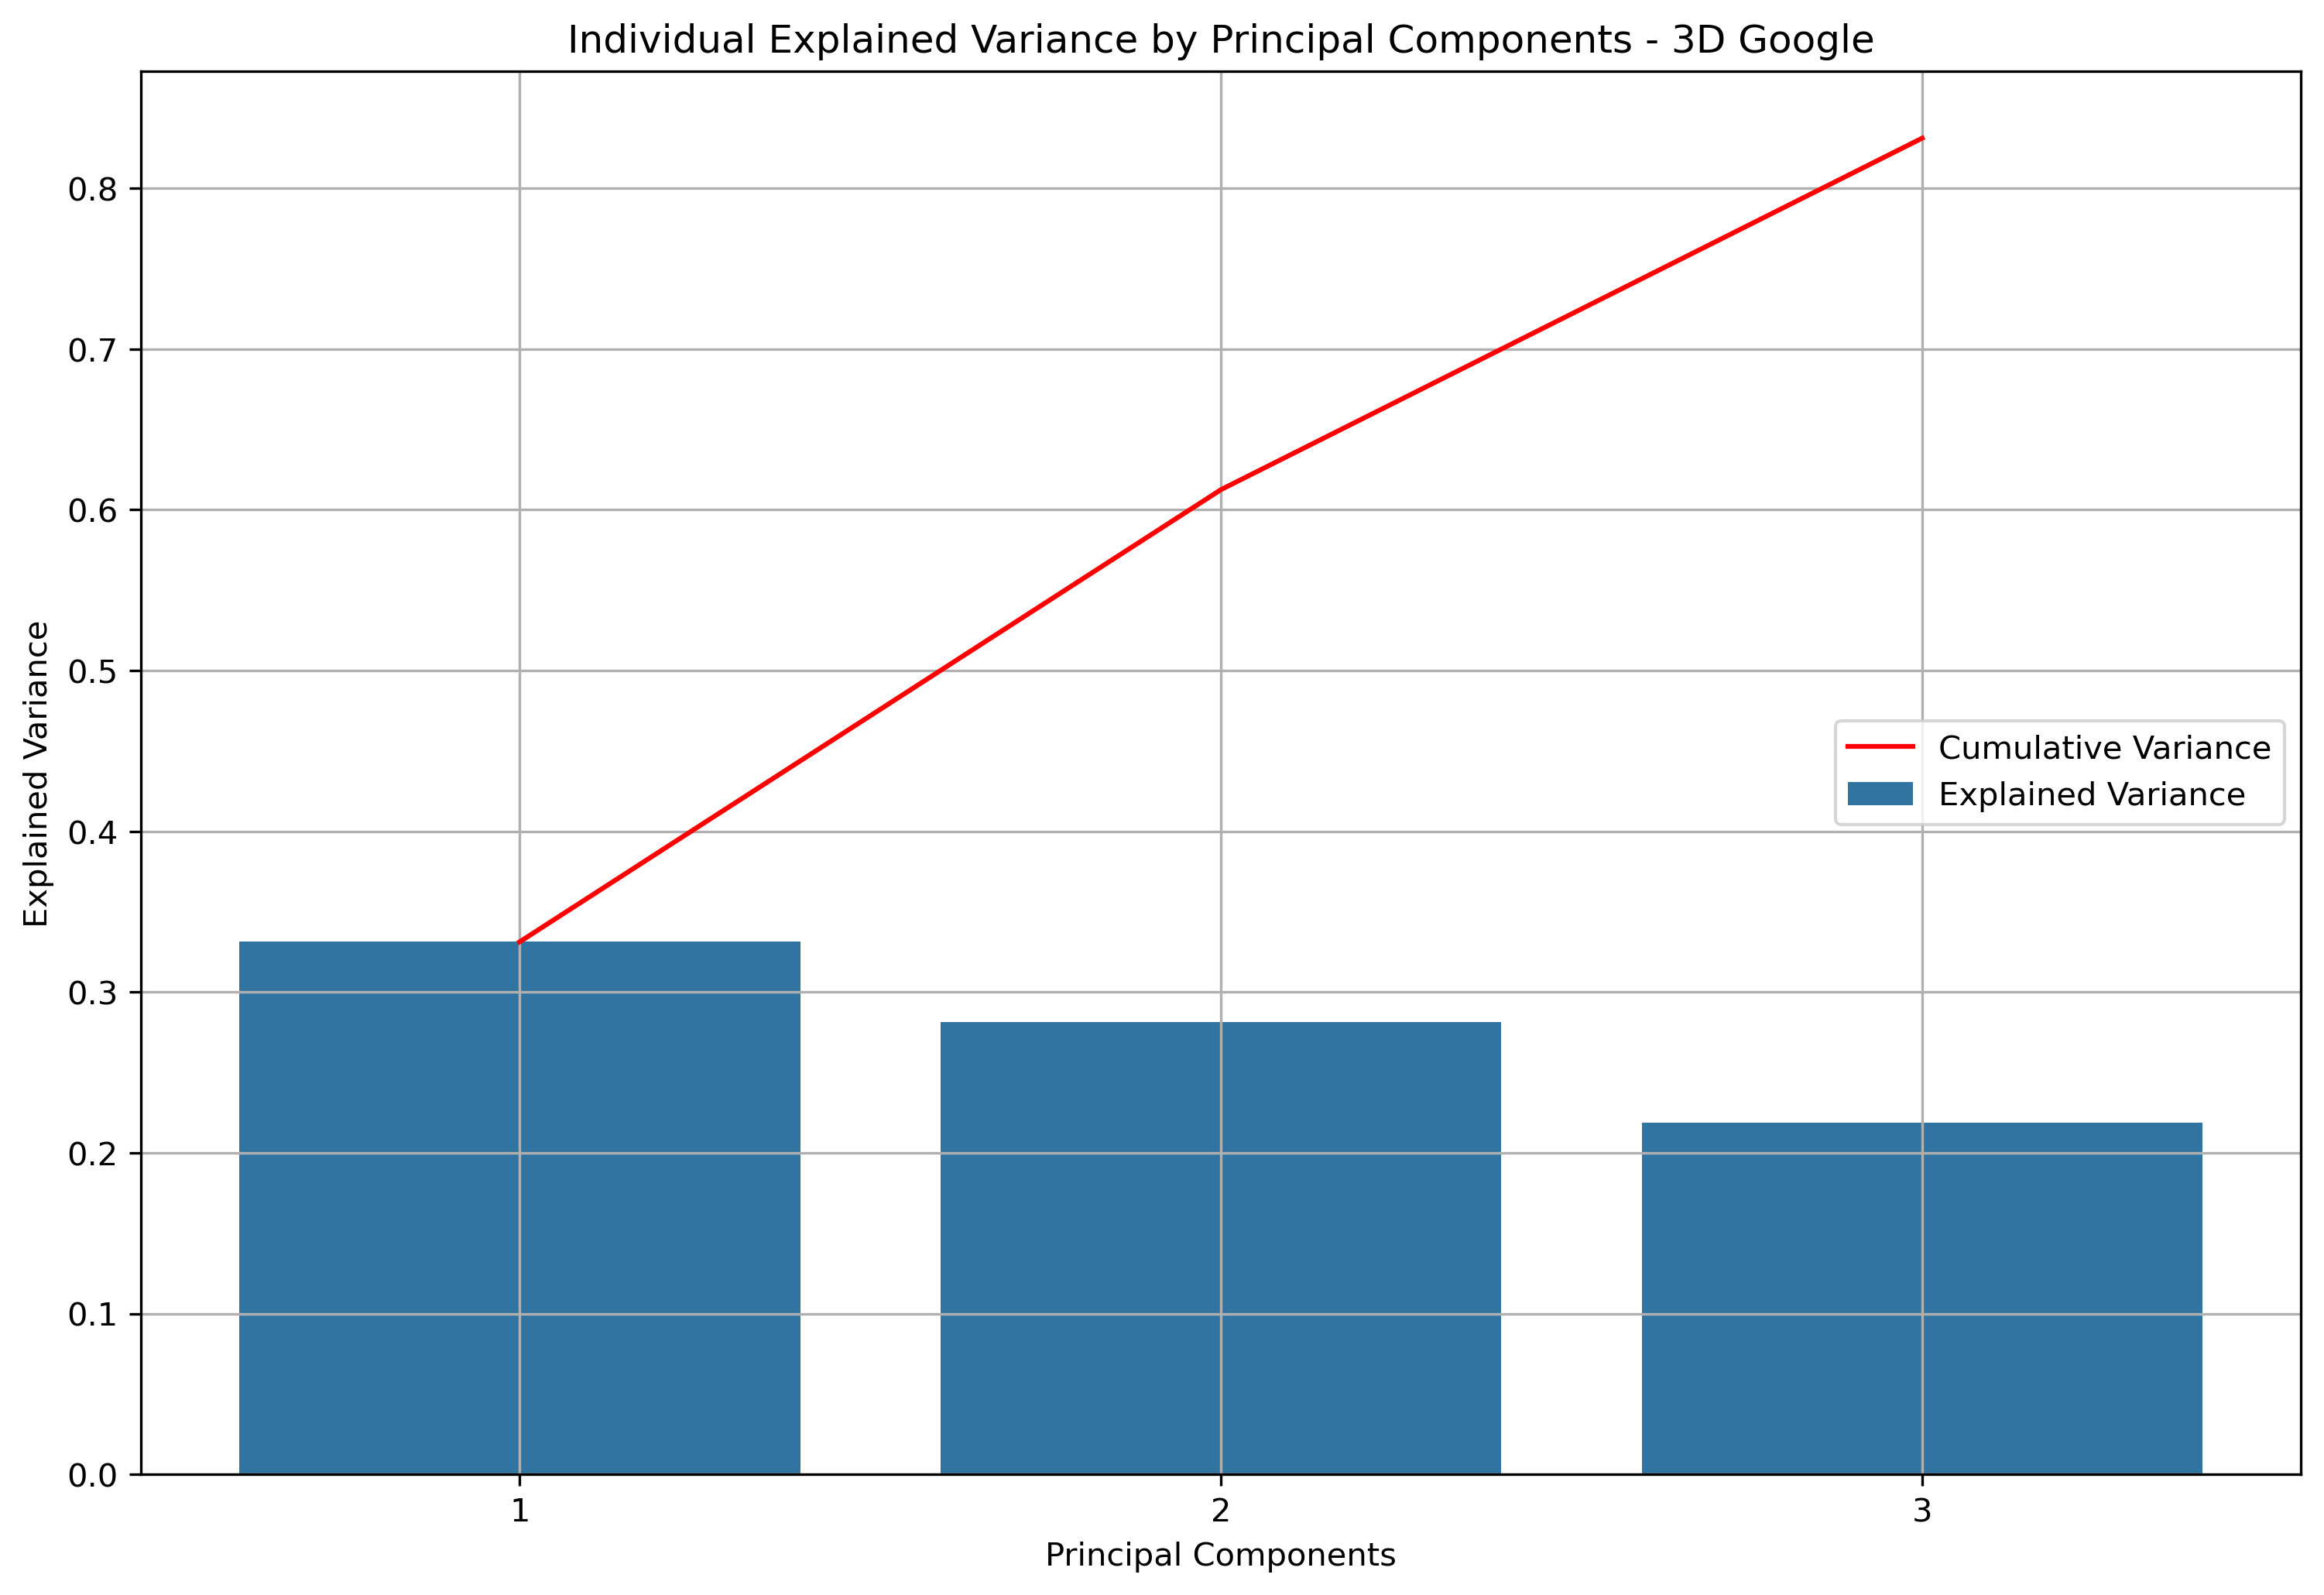 Individual Explained Variance by Principal Components - 3D Google
Explained Variance
0.8
0.7
0.6
0.5
0.4
0.3
0.2
0.1
0.0
Cumulative Variance
Explained Variance
1
2
3
Principal Components